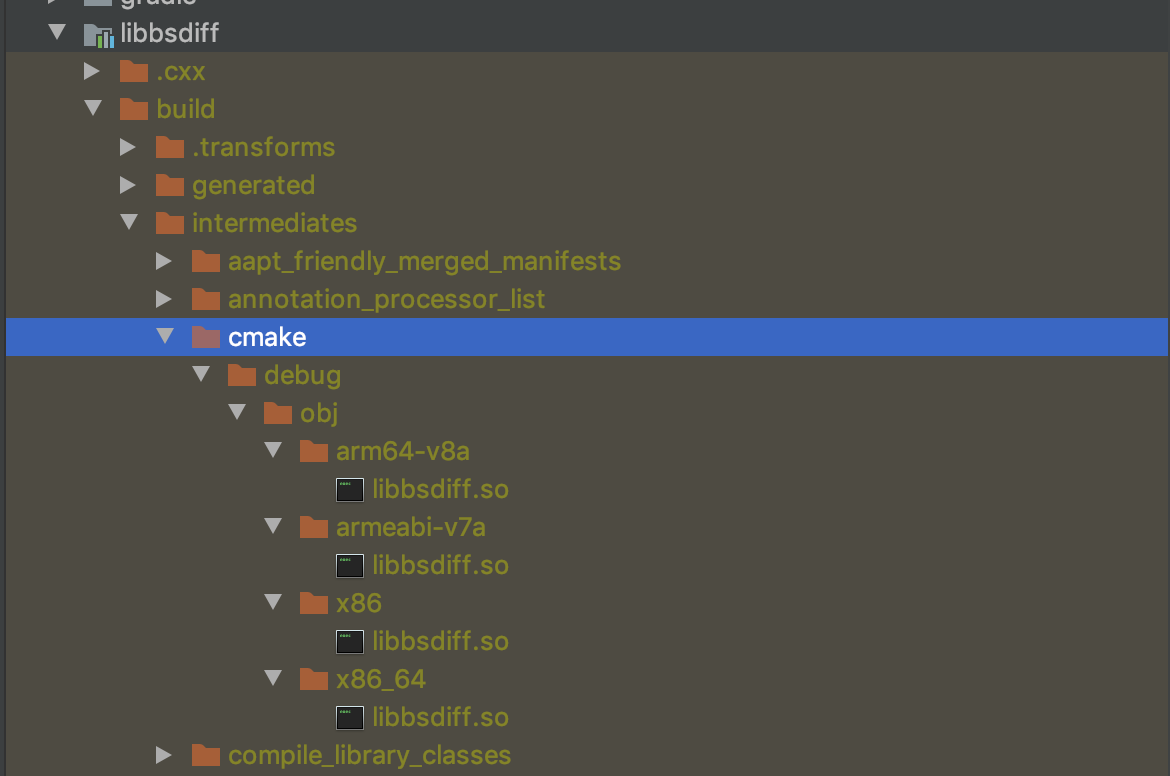 gradle
libbsdiff
.cxx
build
.transforms
generated
intermediates
aapt_friendly_merged_manifests
annotation_processor_list
cmake
debug
obj
arm64-v8a
libbsdiff.so
armeabi-v7a
libbsdiff.so
x86
libbsdiff.so
x86_64
libbsdiff.so
compile_library_classes